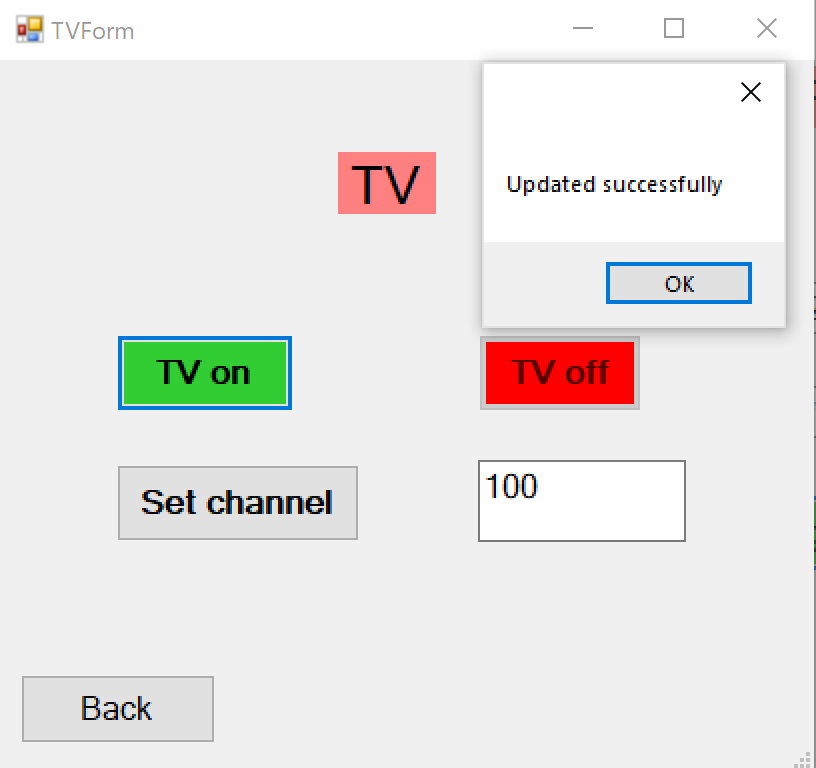 TVForm
Updated successfully
OK
TV
TV on
TV off
Set channel
100
Back